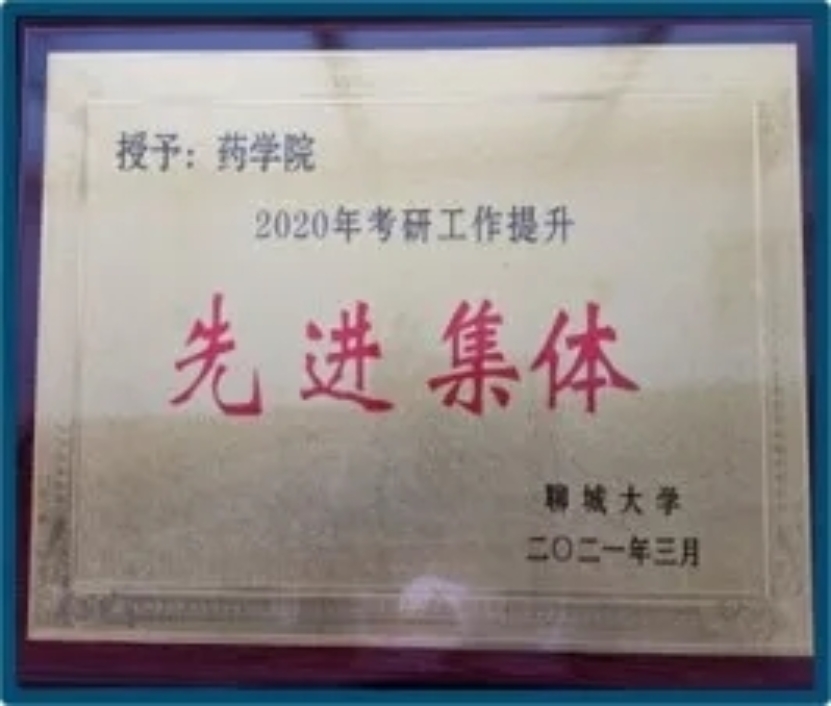 授予：药学院
2020年考研工作提升
先进集体
聊城大学
二〇二一年三月